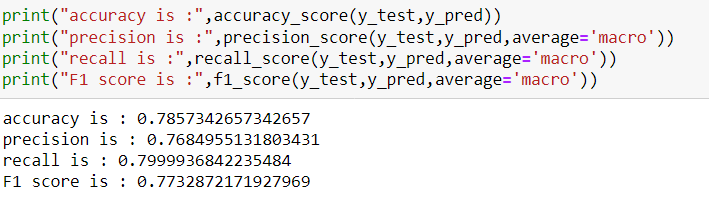 print("accuracy is :",accuracy_score(y_test,y_pred))
print("precision is :",precision_score(y_test,y_pred,average='macro'))
print("recall is :",recall_score(y_test,y_pred,average='macro'))
print("F1 score is :",f1_score(y_test,y_pred,average='macro'))
accuracy is : 0.7857342657342657
precision is : 0.7684955131803431
recall is : 0.7999936842235484
F1 score is : 0.7732872171927969